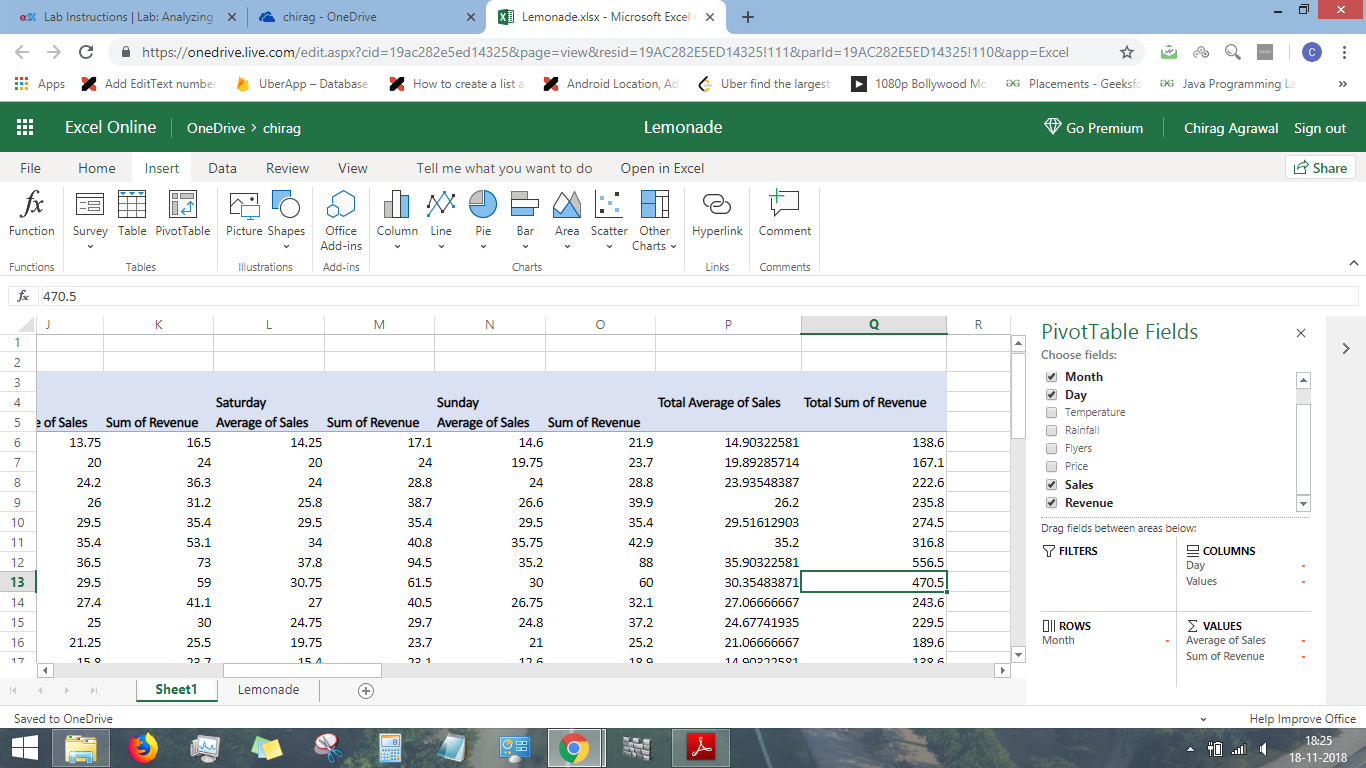 edX Lab Instructions | Lab: Analyzing
chirag - OneDrive
Lemonade.xlsx - Microsoft Excel
https://onedrive.live.com/edit.aspx?cid=19ac282e5ed14325&page=view&resid=19AC282E5ED14325!111&parId=19AC282E5ED14325!110&app=Excel
C
Apps Add EditText number UberApp – Database How to create a list a Android Location, Ad Uber find the largest 1080p Bollywood Mo Placements - Geeksfo Java Programming La
Excel Online OneDrive > chirag Lemonade Go Premium Chirag Agrawal Sign out
File Home Insert Data Review View Tell me what you want to do Open in Excel Share
Function Survey Table PivotTable Picture Shapes Office Add-ins Column Line Pie Bar Area Scatter Other Charts Hyperlink Comment
Functions Tables Illustrations Add-ins Charts Links Comments
fx 470.5
J K L M N O P Q R
1
2
3
4 Saturday Sunday Total Average of Sales Total Sum of Revenue
5 e of Sales Sum of Revenue Average of Sales Sum of Revenue Average of Sales Sum of Revenue
6 13.75 16.5 14.25 17.1 14.6 21.9 14.90322581 138.6
7 20 24 20 24 19.75 23.7 19.89285714 167.1
8 24.2 36.3 24 28.8 24 28.8 23.93548387 222.6
9 26 31.2 25.8 38.7 26.6 39.9 26.2 235.8
10 29.5 35.4 29.5 35.4 29.5 35.4 29.51612903 274.5
11 35.4 53.1 34 40.8 35.75 42.9 35.2 316.8
12 36.5 73 37.8 94.5 35.2 88 35.90322581 556.5
13 29.5 59 30.75 61.5 30 60 30.35483871 470.5
14 27.4 41.1 27 40.5 26.75 32.1 27.06666667 243.6
15 25 30 24.75 29.7 24.8 37.2 24.67741935 229.5
16 21.25 25.5 19.75 23.7 21 25.2 21.06666667 189.6
17 15.8 23.7 15.4 23.1 12.6 18.9 14.90322581 138.6
PivotTable Fields
Choose fields:
Month
Day
Temperature
Rainfall
Flyers
Price
Sales
Revenue
Drag fields between areas below:
FILTERS
COLUMNS
Day
Values
ROWS
Month
VALUES
Average of Sales
Sum of Revenue
Sheet1 Lemonade
Saved to OneDrive Help Improve Office
18:25
18-11-2018